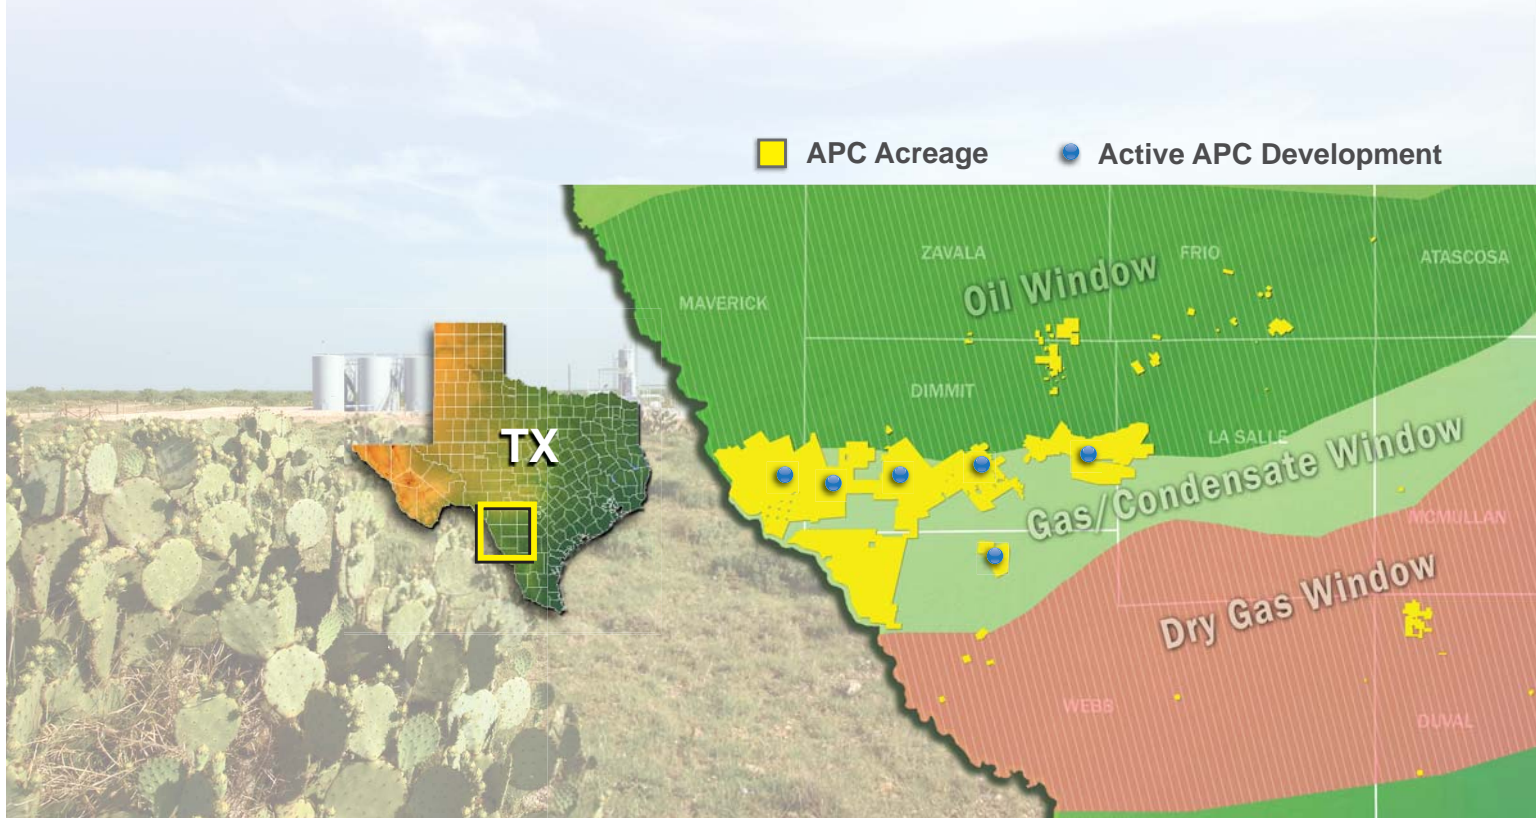 APC Acreage
Active APC Development
ZAVALA
FRIO
ATASCOSA
Oil Window
MAVERICK
DIMMIT
LA SALLE
Gas/Condensate Window
TX
MCMULLAN
Dry Gas Window
WEBB
DUVAL